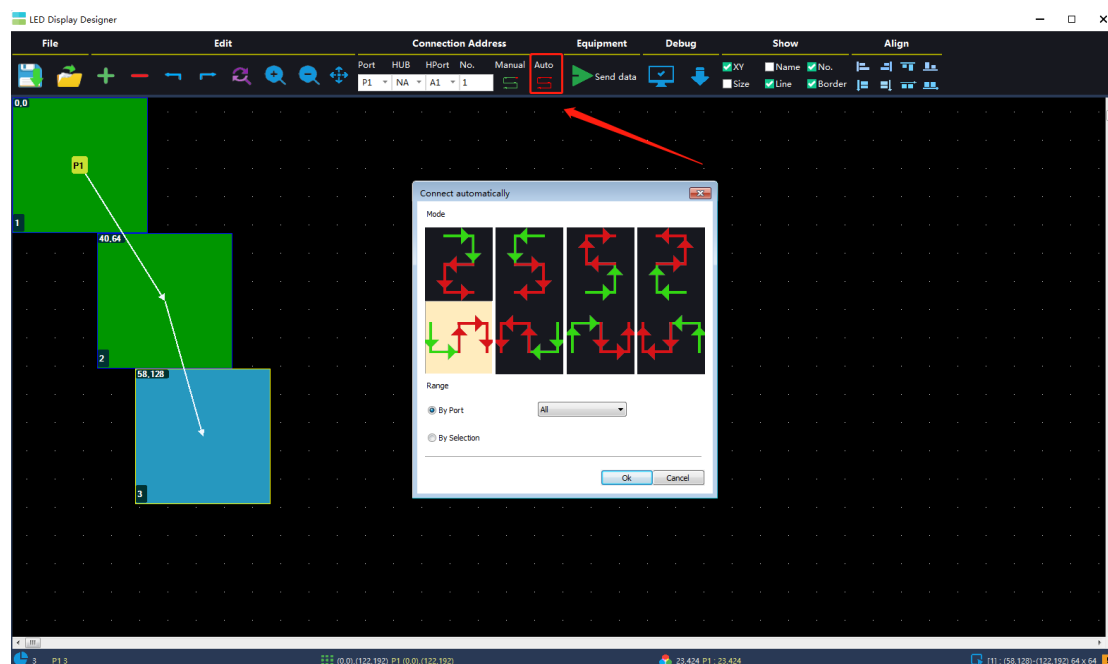 LED Display Designer
File Edit Connection Address Equipment Debug Show Align
Port HUB HPort No. Manual Auto
P1 NA A1 1
Send data
XY Name No.
Size Line Border
0,0
P1
1
40,64
2
58,128
3
Connect automatically
Mode
Range
By Port All
By Selection
Ok Cancel
3 P1 3 (0,0),(122,192) P1 (0,0),(122,192) 23,424 P1 : 23,424 [1] : (58,128)-(122,192) 64 x 64